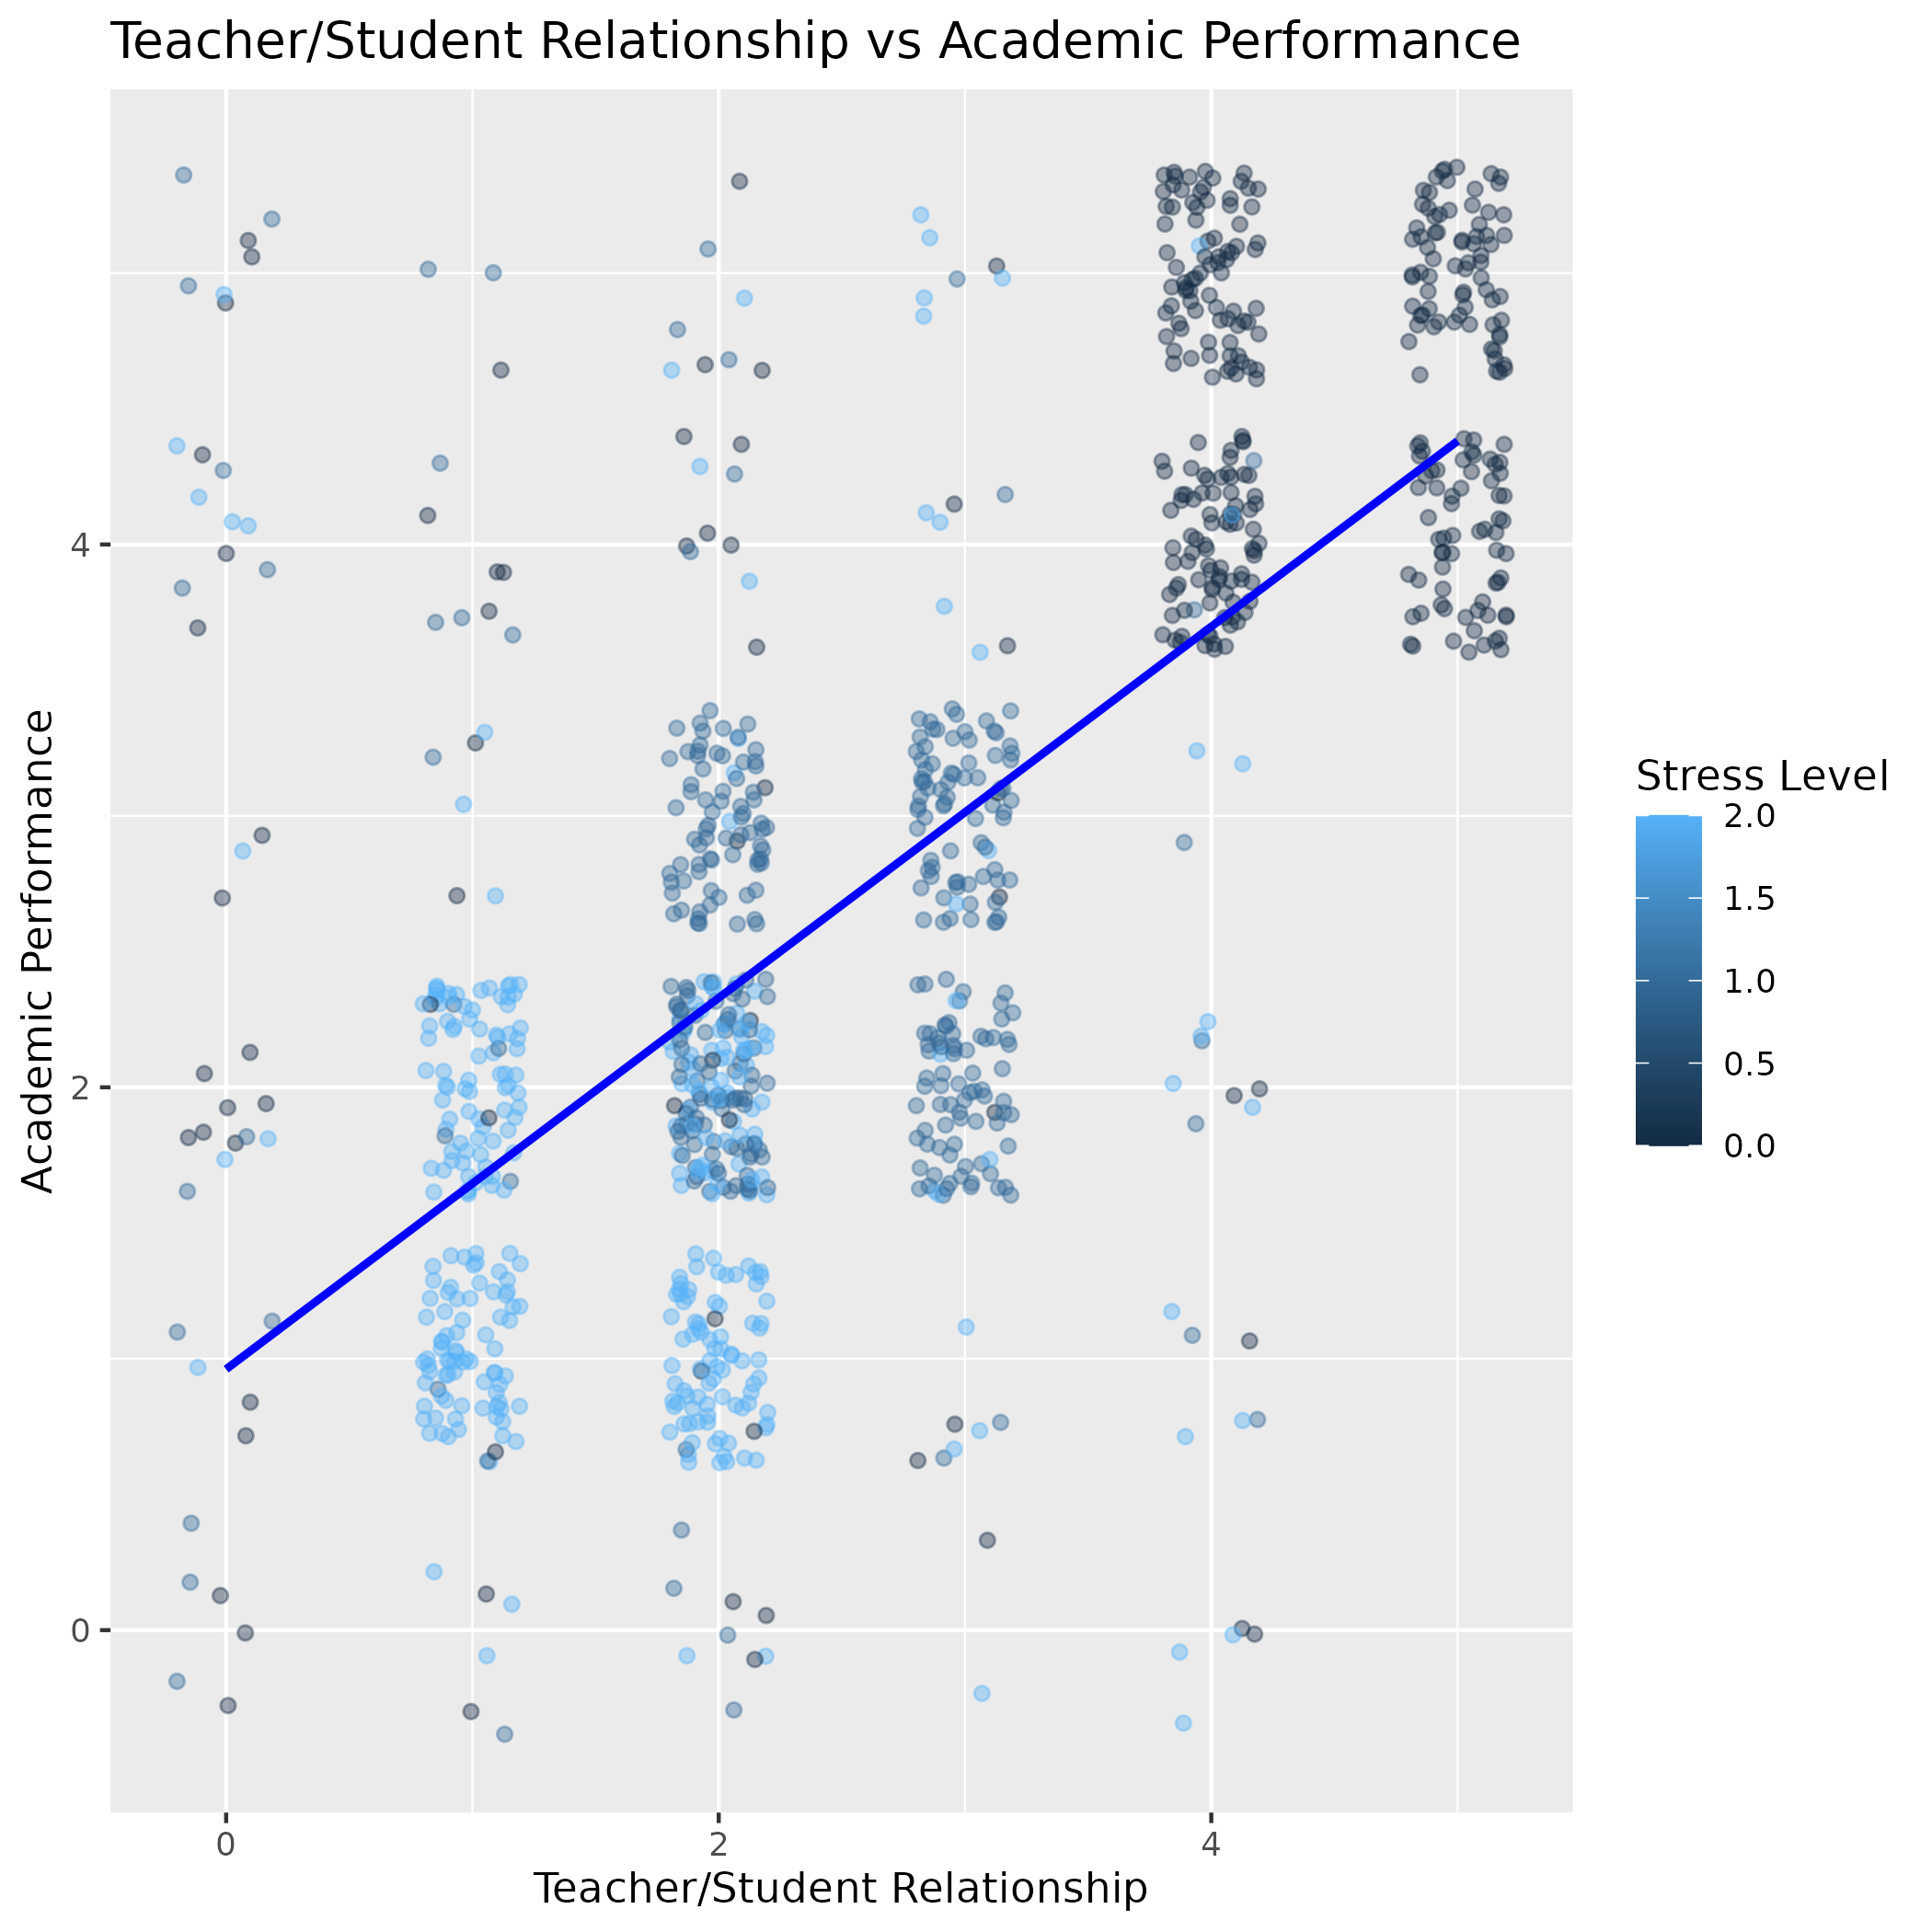 Teacher/Student Relationship vs Academic Performance
Academic Performance
4
2
0
0
2
4
Teacher/Student Relationship
Stress Level
2.0
1.5
1.0
0.5
0.0